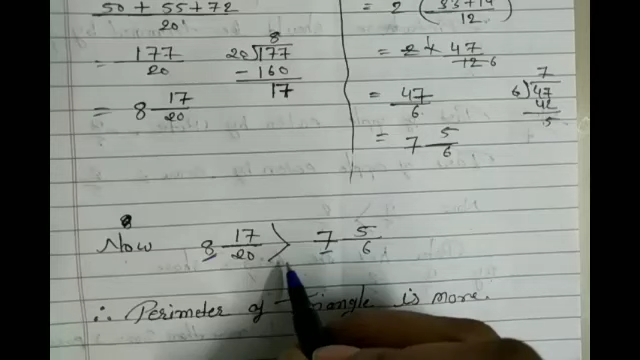 50 + 55 + 72
20
= 177
20
8
20)177
- 160
17
= 8 17
20
= 2 (33+14
12)
= 2 × 47
12 6
= 47
6
7
6)47
42
5
= 7 5
6
8
Now 8 17/20 > 7 5/6
∴ Perimeter of Triangle is more.